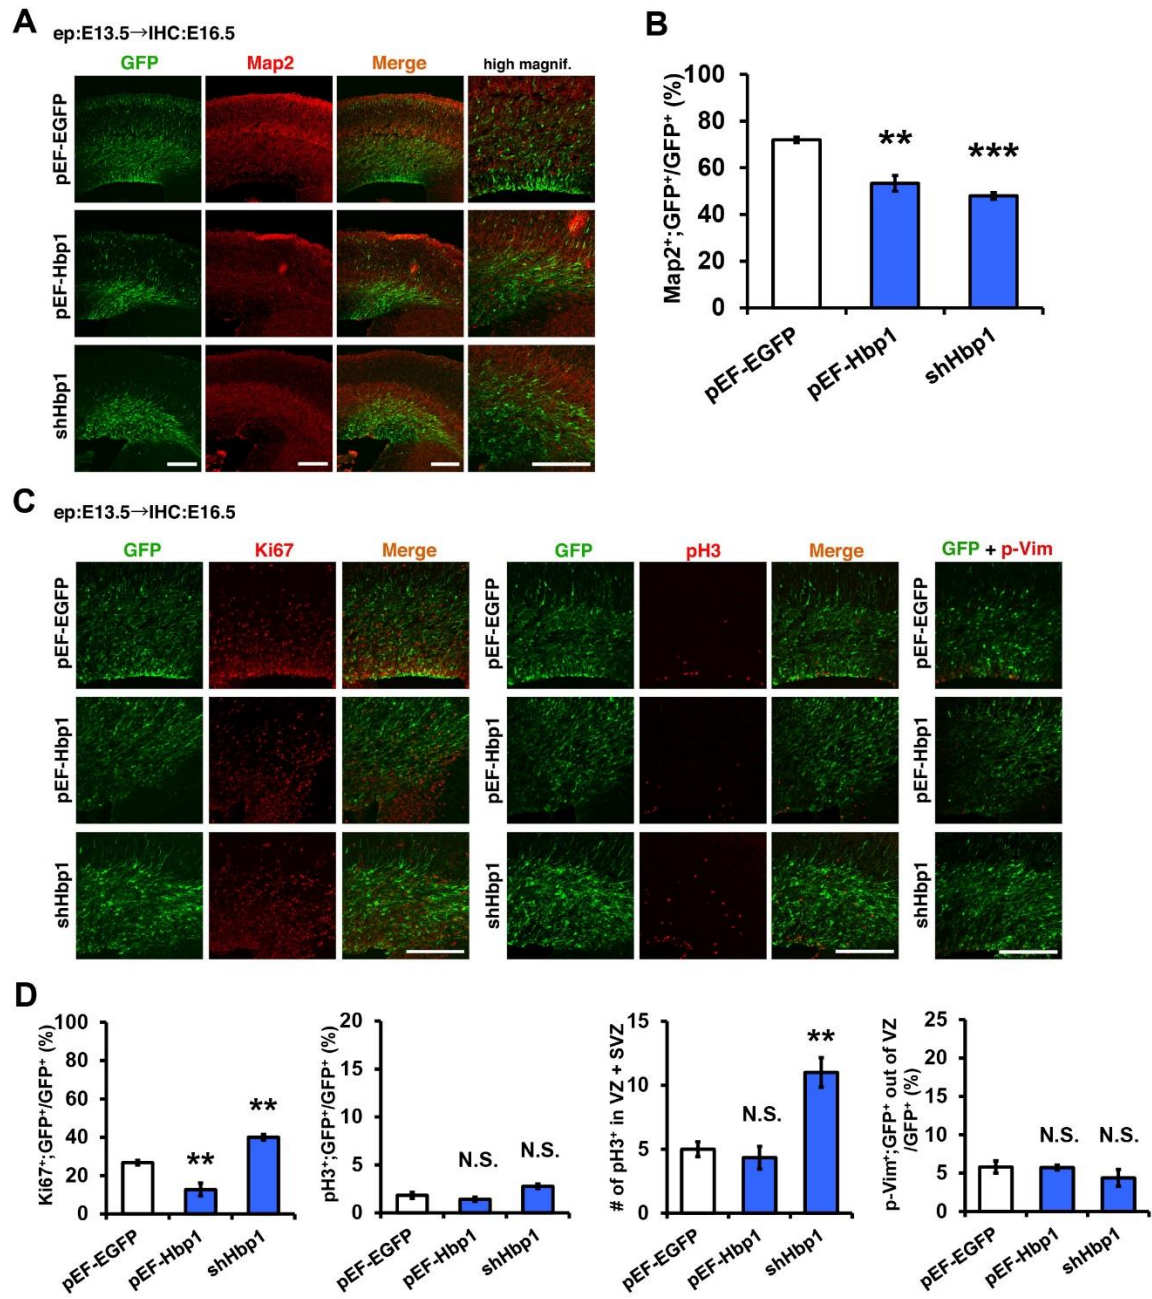 A
ep:E13.5→IHC:E16.5
GFP
Map2
Merge
high magnif.
pEF-EGFP
pEF-Hbp1
shHbp1
B
Map2⁺;GFP⁺/GFP⁺ (%)
100
80
60
40
20
0
**
***
pEF-EGFP
pEF-Hbp1
shHbp1
C
ep:E13.5→IHC:E16.5
GFP
Ki67
Merge
pEF-EGFP
pEF-Hbp1
shHbp1
GFP
pH3
Merge
pEF-EGFP
pEF-Hbp1
shHbp1
GFP + p-Vim
pEF-EGFP
pEF-Hbp1
shHbp1
D
Ki67⁺;GFP⁺/GFP⁺ (%)
100
80
60
40
20
0
**
**
pEF-EGFP
pEF-Hbp1
shHbp1
pH3⁺;GFP⁺/GFP⁺ (%)
20
15
10
5
0
N.S.
N.S.
pEF-EGFP
pEF-Hbp1
shHbp1
# of pH3⁺ in VZ + SVZ
15
10
5
0
N.S.
**
pEF-EGFP
pEF-Hbp1
shHbp1
p-Vim⁺;GFP⁺ out of VZ
/GFP⁺ (%)
25
20
15
10
5
0
N.S.
N.S.
pEF-EGFP
pEF-Hbp1
shHbp1